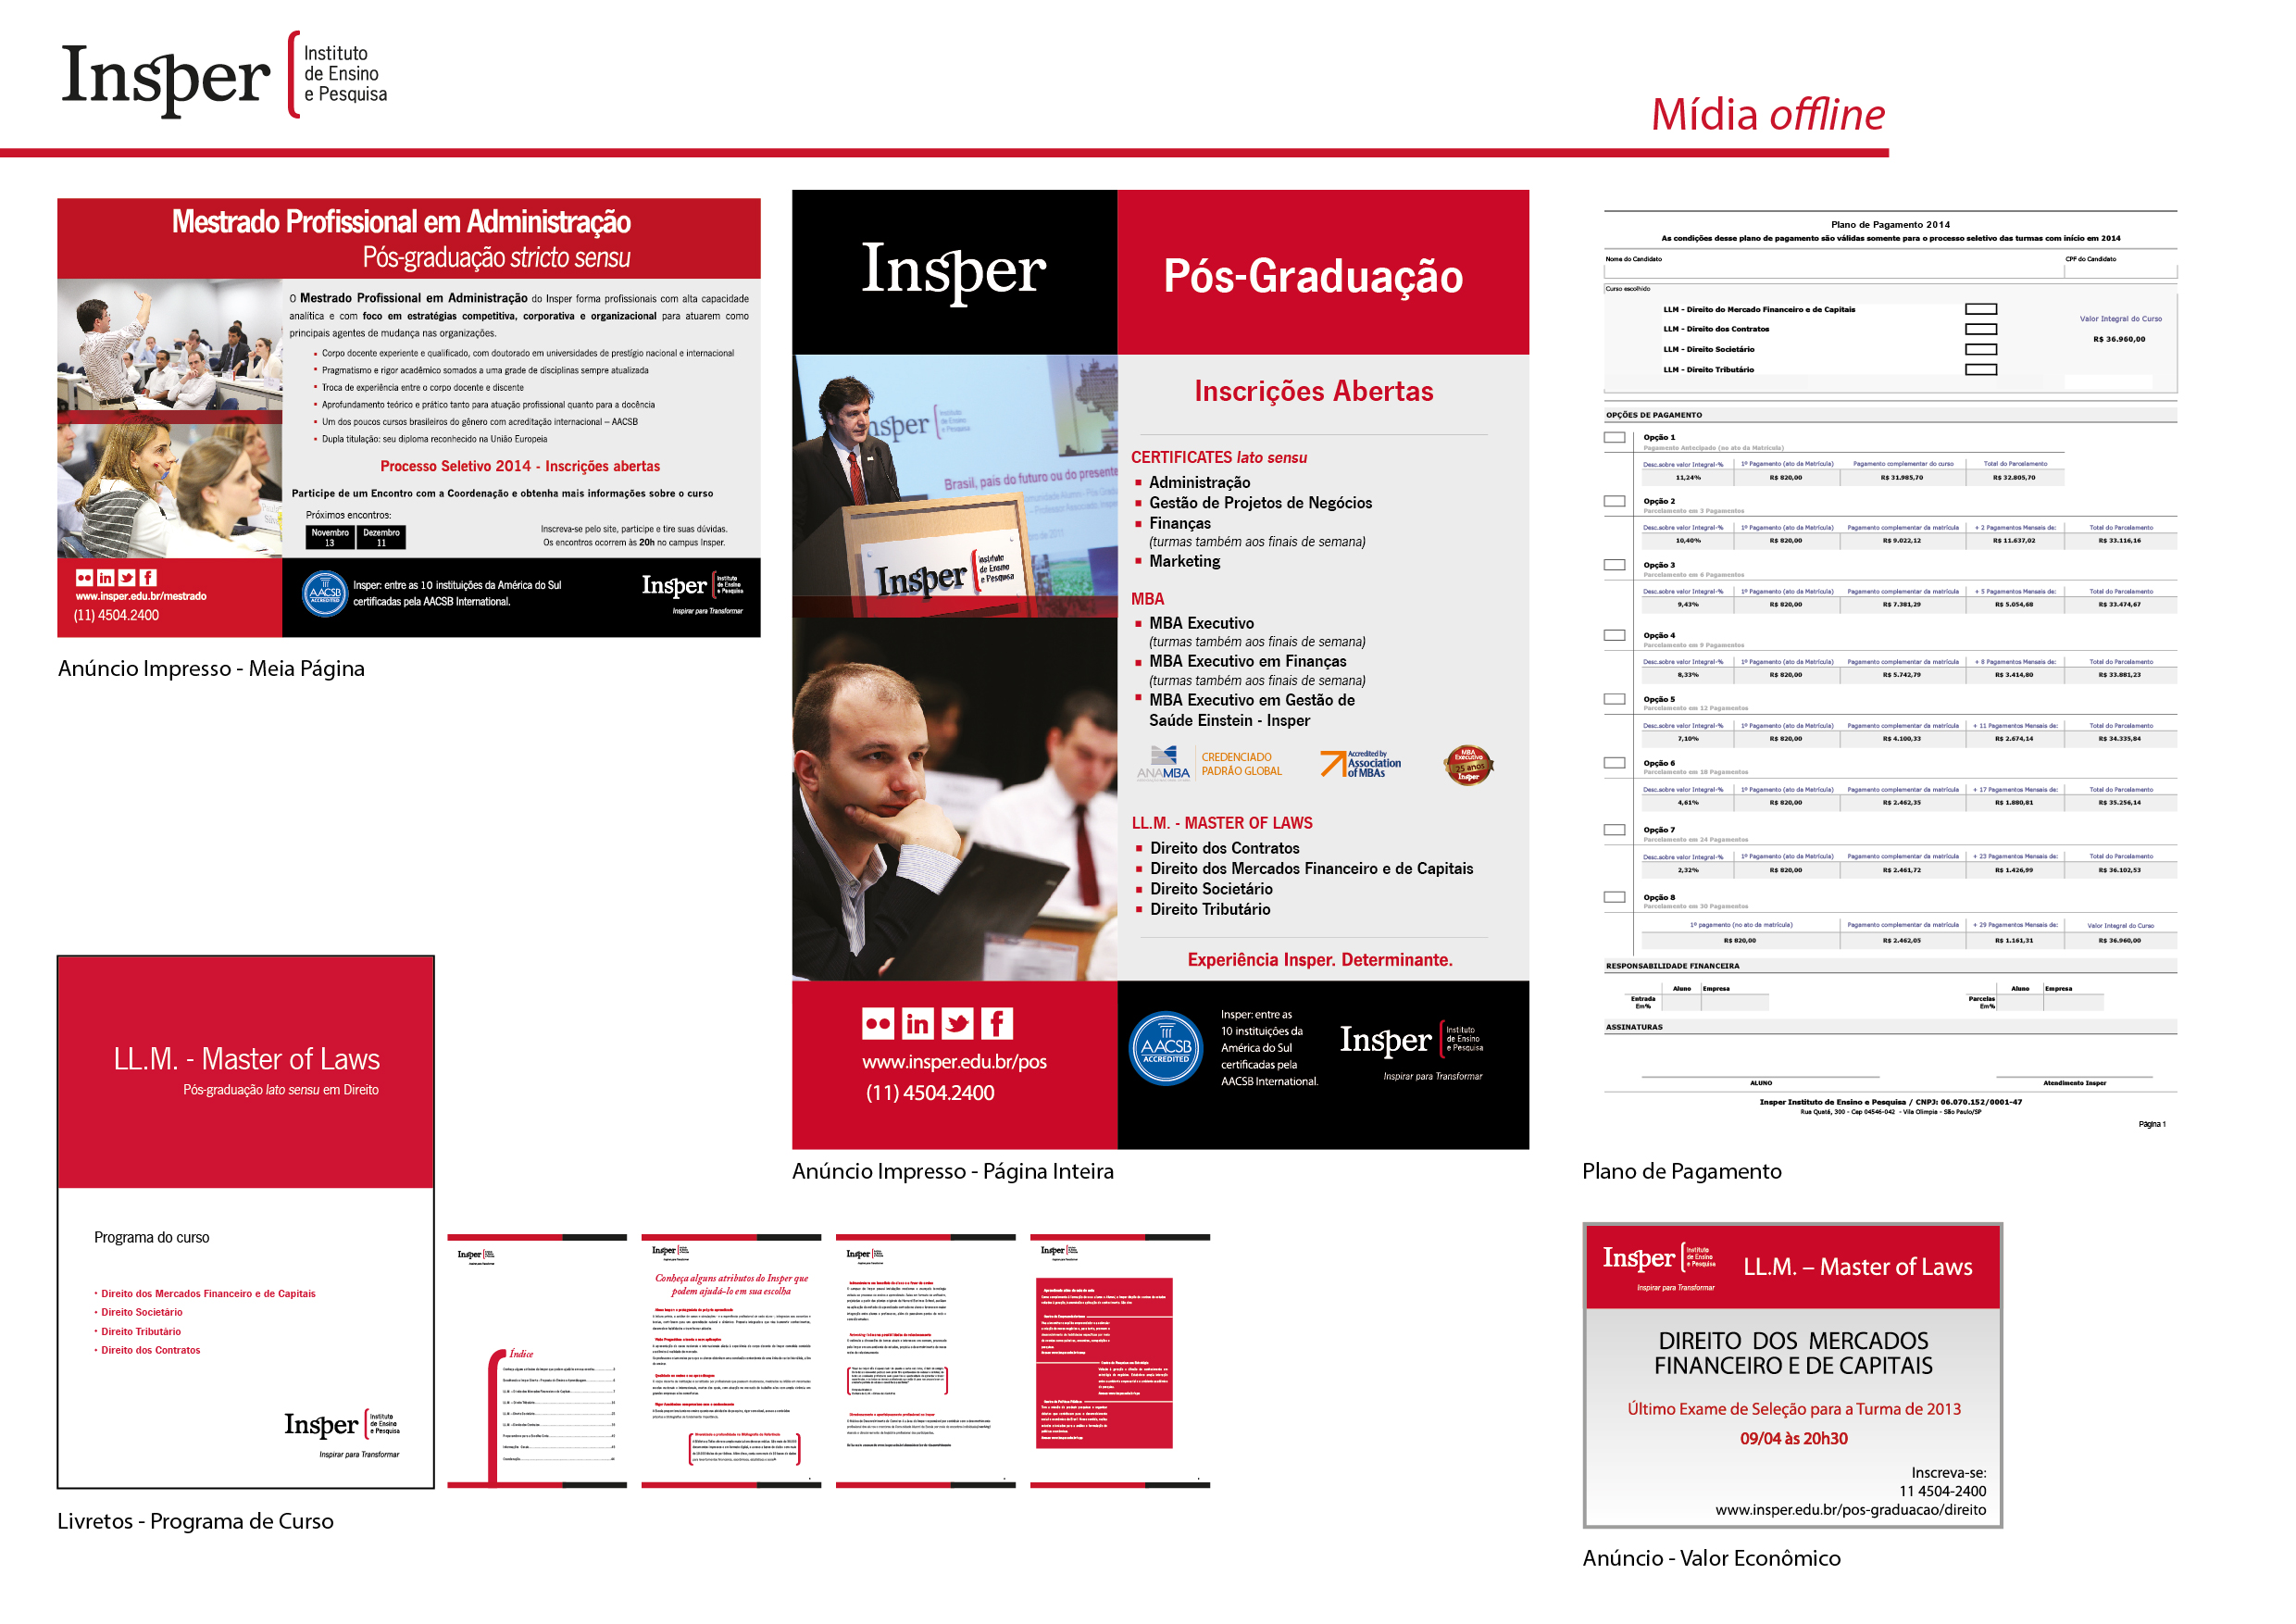 Insper
Instituto
de Ensino
e Pesquisa
Mídia offline
Mestrado Profissional em Administração
Pós-graduação stricto sensu
O Mestrado Profissional em Administração do Insper forma profissionais com alta capacidade
analítica e com foco em estratégias competitiva, corporativa e organizacional para atuarem como
principais agentes de mudança nas organizações.
▪ Corpo docente experiente e qualificado, com doutorado em universidades de prestígio nacional e internacional
▪ Pragmatismo e rigor acadêmico somados a uma grade de disciplinas sempre atualizada
▪ Troca de experiência entre o corpo docente e discente
▪ Aprofundamento teórico e prático tanto para atuação profissional quanto para a docência
▪ Um dos poucos cursos brasileiros do gênero com acreditação internacional – AACSB
▪ Dupla titulação: seu diploma reconhecido na União Europeia
Processo Seletivo 2014 - Inscrições abertas
Participe de um Encontro com a Coordenação e obtenha mais informações sobre o curso
Próximos encontros:
Novembro
13
Dezembro
11
Inscreva-se pelo site, participe e tire suas dúvidas.
Os encontros ocorrem às 20h no campus Insper.
www.insper.edu.br/mestrado
(11) 4504.2400
AACSB
ACCREDITED
Insper: entre as 10 instituições da América do Sul
certificadas pela AACSB International.
Insper
Instituto
de Ensino
e Pesquisa
Inspirar para Transformar
Anúncio Impresso - Meia Página
Insper
Pós-Graduação
Inscrições Abertas
Insper
Brasil, país do futuro ou do presente
Insper
Instituto
de Ensino
e Pesquisa
CERTIFICATES lato sensu
▪ Administração
▪ Gestão de Projetos de Negócios
▪ Finanças
(turmas também aos finais de semana)
▪ Marketing
MBA
▪ MBA Executivo
(turmas também aos finais de semana)
▪ MBA Executivo em Finanças
(turmas também aos finais de semana)
▪ MBA Executivo em Gestão de
Saúde Einstein - Insper
ANAMBA
CREDENCIADO
PADRÃO GLOBAL
Accredited by
Association
of MBAs
MBA
Executivo
25 anos
Insper
LL.M. - MASTER OF LAWS
▪ Direito dos Contratos
▪ Direito dos Mercados Financeiro e de Capitais
▪ Direito Societário
▪ Direito Tributário
Experiência Insper. Determinante.
www.insper.edu.br/pos
(11) 4504.2400
AACSB
ACCREDITED
Insper: entre as
10 instituições da
América do Sul
certificadas pela
AACSB International.
Insper
Instituto
de Ensino
e Pesquisa
Inspirar para Transformar
Anúncio Impresso - Página Inteira
Plano de Pagamento 2014
As condições desse plano de pagamento são válidas somente para o processo seletivo das turmas com início em 2014
Nome do Candidato CPF do Candidato
Curso escolhido
LLM - Direito do Mercado Financeiro e de Capitais
LLM - Direito dos Contratos
LLM - Direito Societário
LLM - Direito Tributário
Valor Integral do Curso
R$ 36.960,00
OPÇÕES DE PAGAMENTO
Opção 1
Pagamento Antecipado (no ato da Matrícula)
Desc.sobre valor Integral-% 1º Pagamento (ato da Matrícula) Pagamento complementar do curso Total do Parcelamento
11,24% R$ 820,00 R$ 31.985,70 R$ 32.805,70
Opção 2
Parcelamento em 3 Pagamentos
Desc.sobre valor Integral-% 1º Pagamento (ato da Matrícula) Pagamento complementar da matrícula + 2 Pagamentos Mensais de: Total do Parcelamento
10,40% R$ 820,00 R$ 9.022,12 R$ 11.637,02 R$ 33.116,16
Opção 3
Parcelamento em 6 Pagamentos
Desc.sobre valor Integral-% 1º Pagamento (ato da Matrícula) Pagamento complementar da matrícula + 5 Pagamentos Mensais de: Total do Parcelamento
9,43% R$ 820,00 R$ 7.381,29 R$ 5.054,68 R$ 33.474,67
Opção 4
Parcelamento em 9 Pagamentos
Desc.sobre valor Integral-% 1º Pagamento (ato da Matrícula) Pagamento complementar da matrícula + 8 Pagamentos Mensais de: Total do Parcelamento
8,33% R$ 820,00 R$ 5.742,79 R$ 3.414,80 R$ 33.881,23
Opção 5
Parcelamento em 12 Pagamentos
Desc.sobre valor Integral-% 1º Pagamento (ato da Matrícula) Pagamento complementar da matrícula + 11 Pagamentos Mensais de: Total do Parcelamento
7,10% R$ 820,00 R$ 4.100,33 R$ 2.674,14 R$ 34.335,84
Opção 6
Parcelamento em 18 Pagamentos
Desc.sobre valor Integral-% 1º Pagamento (ato da Matrícula) Pagamento complementar da matrícula + 17 Pagamentos Mensais de: Total do Parcelamento
4,61% R$ 820,00 R$ 2.462,35 R$ 1.880,81 R$ 35.256,14
Opção 7
Parcelamento em 24 Pagamentos
Desc.sobre valor Integral-% 1º Pagamento (ato da Matrícula) Pagamento complementar da matrícula + 23 Pagamentos Mensais de: Total do Parcelamento
2,32% R$ 820,00 R$ 2.461,72 R$ 1.426,99 R$ 36.102,53
Opção 8
Parcelamento em 30 Pagamentos
1º pagamento (no ato da matrícula) Pagamento complementar da matrícula + 29 Pagamentos Mensais de: Valor Integral do Curso
R$ 820,00 R$ 2.462,05 R$ 1.161,31 R$ 36.960,00
RESPONSABILIDADE FINANCEIRA
Aluno Empresa Aluno Empresa
Entrada Parcelas
Em% Em%
ASSINATURAS
ALUNO Atendimento Insper
Insper Instituto de Ensino e Pesquisa / CNPJ: 06.070.152/0001-47
Rua Quatá, 300 - Cep 04546-042 - Vila Olimpia - São Paulo/SP
Página 1
Plano de Pagamento
LL.M. - Master of Laws
Pós-graduação lato sensu em Direito
Programa do curso
• Direito dos Mercados Financeiro e de Capitais
• Direito Societário
• Direito Tributário
• Direito dos Contratos
Insper
Instituto
de Ensino
e Pesquisa
Inspirar para Transformar
Livretos - Programa de Curso
Insper
Índice
Insper
Conheça alguns atributos do Insper que
podem ajudá-lo em sua escolha
Insper
Insper
Insper
Instituto
de Ensino
e Pesquisa
Inspirar para Transformar
LL.M. – Master of Laws
DIREITO DOS MERCADOS
FINANCEIRO E DE CAPITAIS
Último Exame de Seleção para a Turma de 2013
09/04 às 20h30
Inscreva-se:
11 4504-2400
www.insper.edu.br/pos-graduacao/direito
Anúncio - Valor Econômico